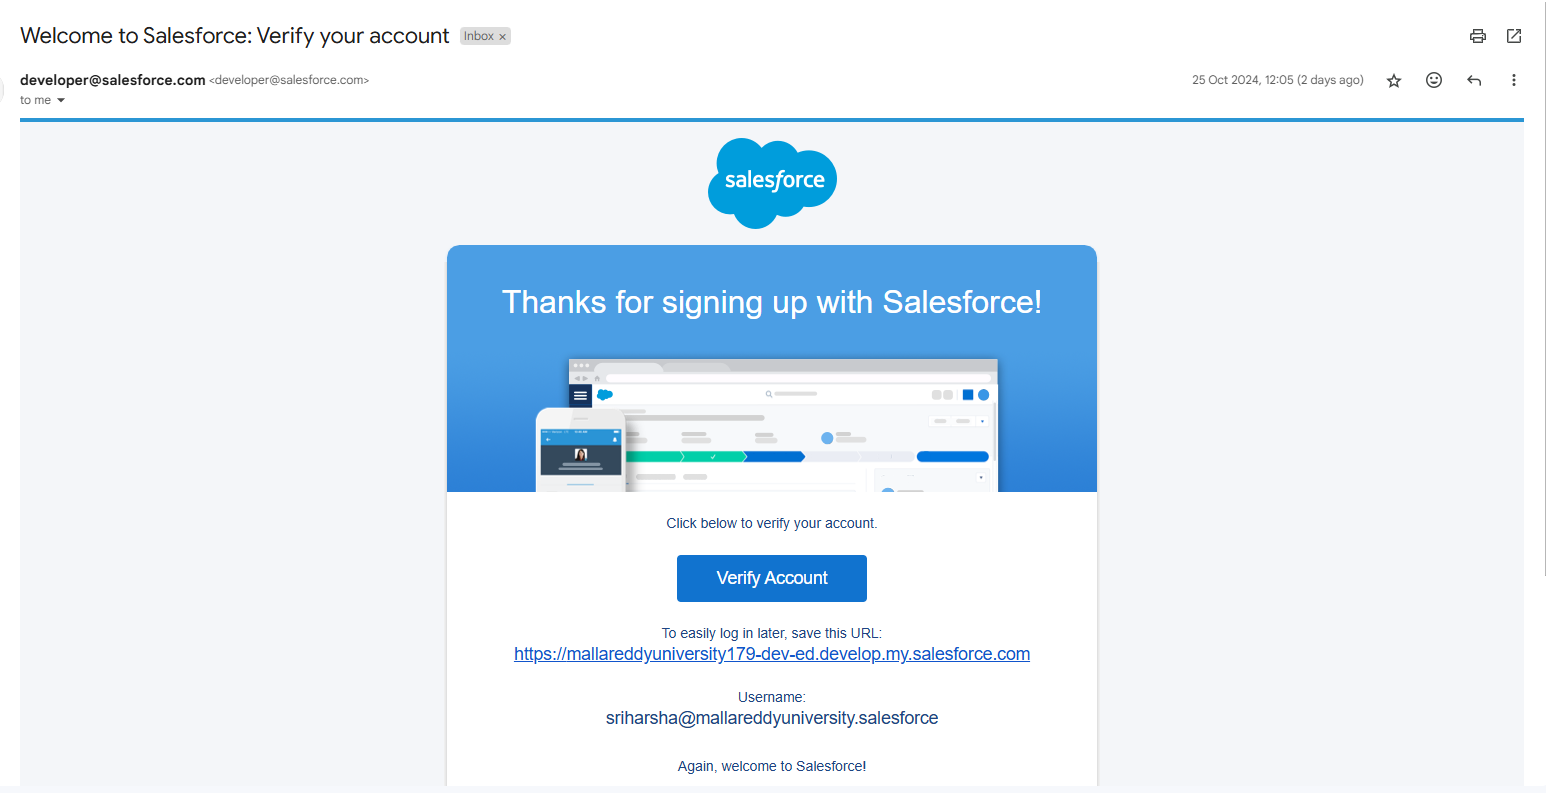 Welcome to Salesforce: Verify your account Inbox ×
developer@salesforce.com <developer@salesforce.com> 25 Oct 2024, 12:05 (2 days ago)
to me
salesforce
Thanks for signing up with Salesforce!
Click below to verify your account.
Verify Account
To easily log in later, save this URL:
https://mallareddyuniversity179-dev-ed.develop.my.salesforce.com
Username:
sriharsha@mallareddyuniversity.salesforce
Again, welcome to Salesforce!